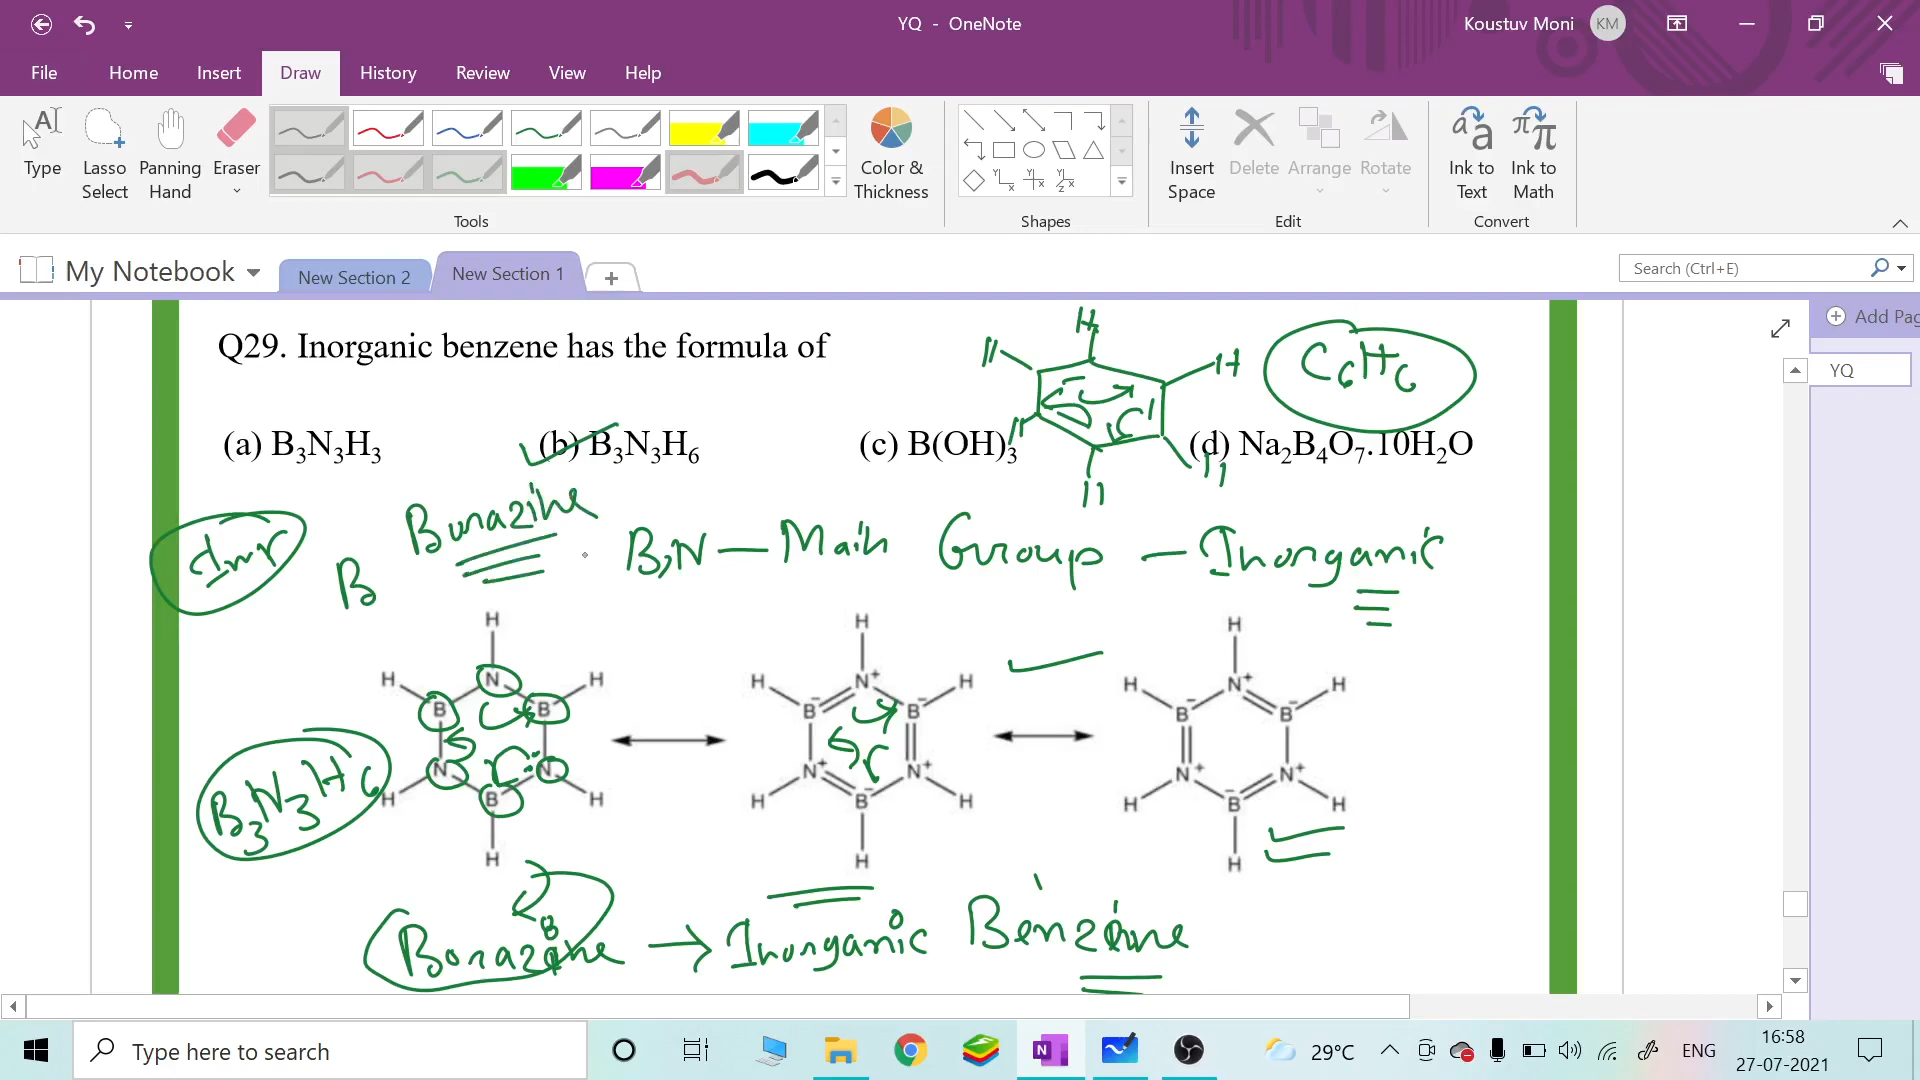 YQ - OneNote
Koustuv Moni KM
File Home Insert Draw History Review View Help
Type Lasso Select Panning Hand Eraser Color & Thickness Insert Space Delete Arrange Rotate Ink to Text Ink to Math
Tools Shapes Edit Convert
My Notebook New Section 2 New Section 1 + Search (Ctrl+E)
Add Pag
YQ
Q29. Inorganic benzene has the formula of
H
H
C6H6
(a) B3N3H3 (b) B3N3H6 (c) B(OH)3 (d) Na2B4O7.10H2O
Imp
Borazine
B
B,N — Main Group — Inorganic
H H H
H N H H N+ H H N+ H
B B B- B- B- B-
N N N+ N+ N+ N+
H B H H B- H H B- H
H H H
B3N3H6
Borazine → Inorganic Benzene
Type here to search
29°C
ENG
16:58
27-07-2021